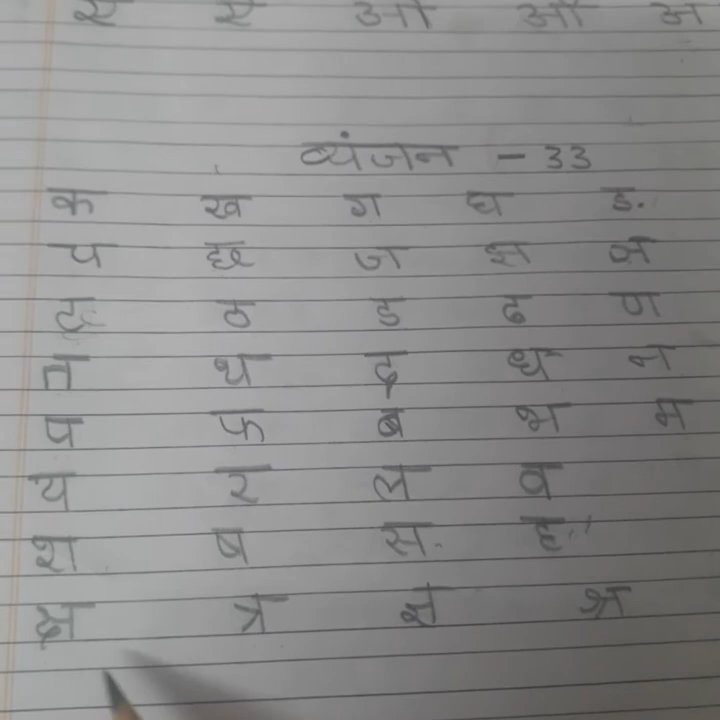 ए ऐ ओ औ अ
व्यंजन - 33
क ख ग घ ङ
च छ ज झ ञ
ट ठ ड ढ ण
त थ द ध न
प फ ब भ म
य र ल व
श ष स ह
क्ष त्र ज्ञ श्र